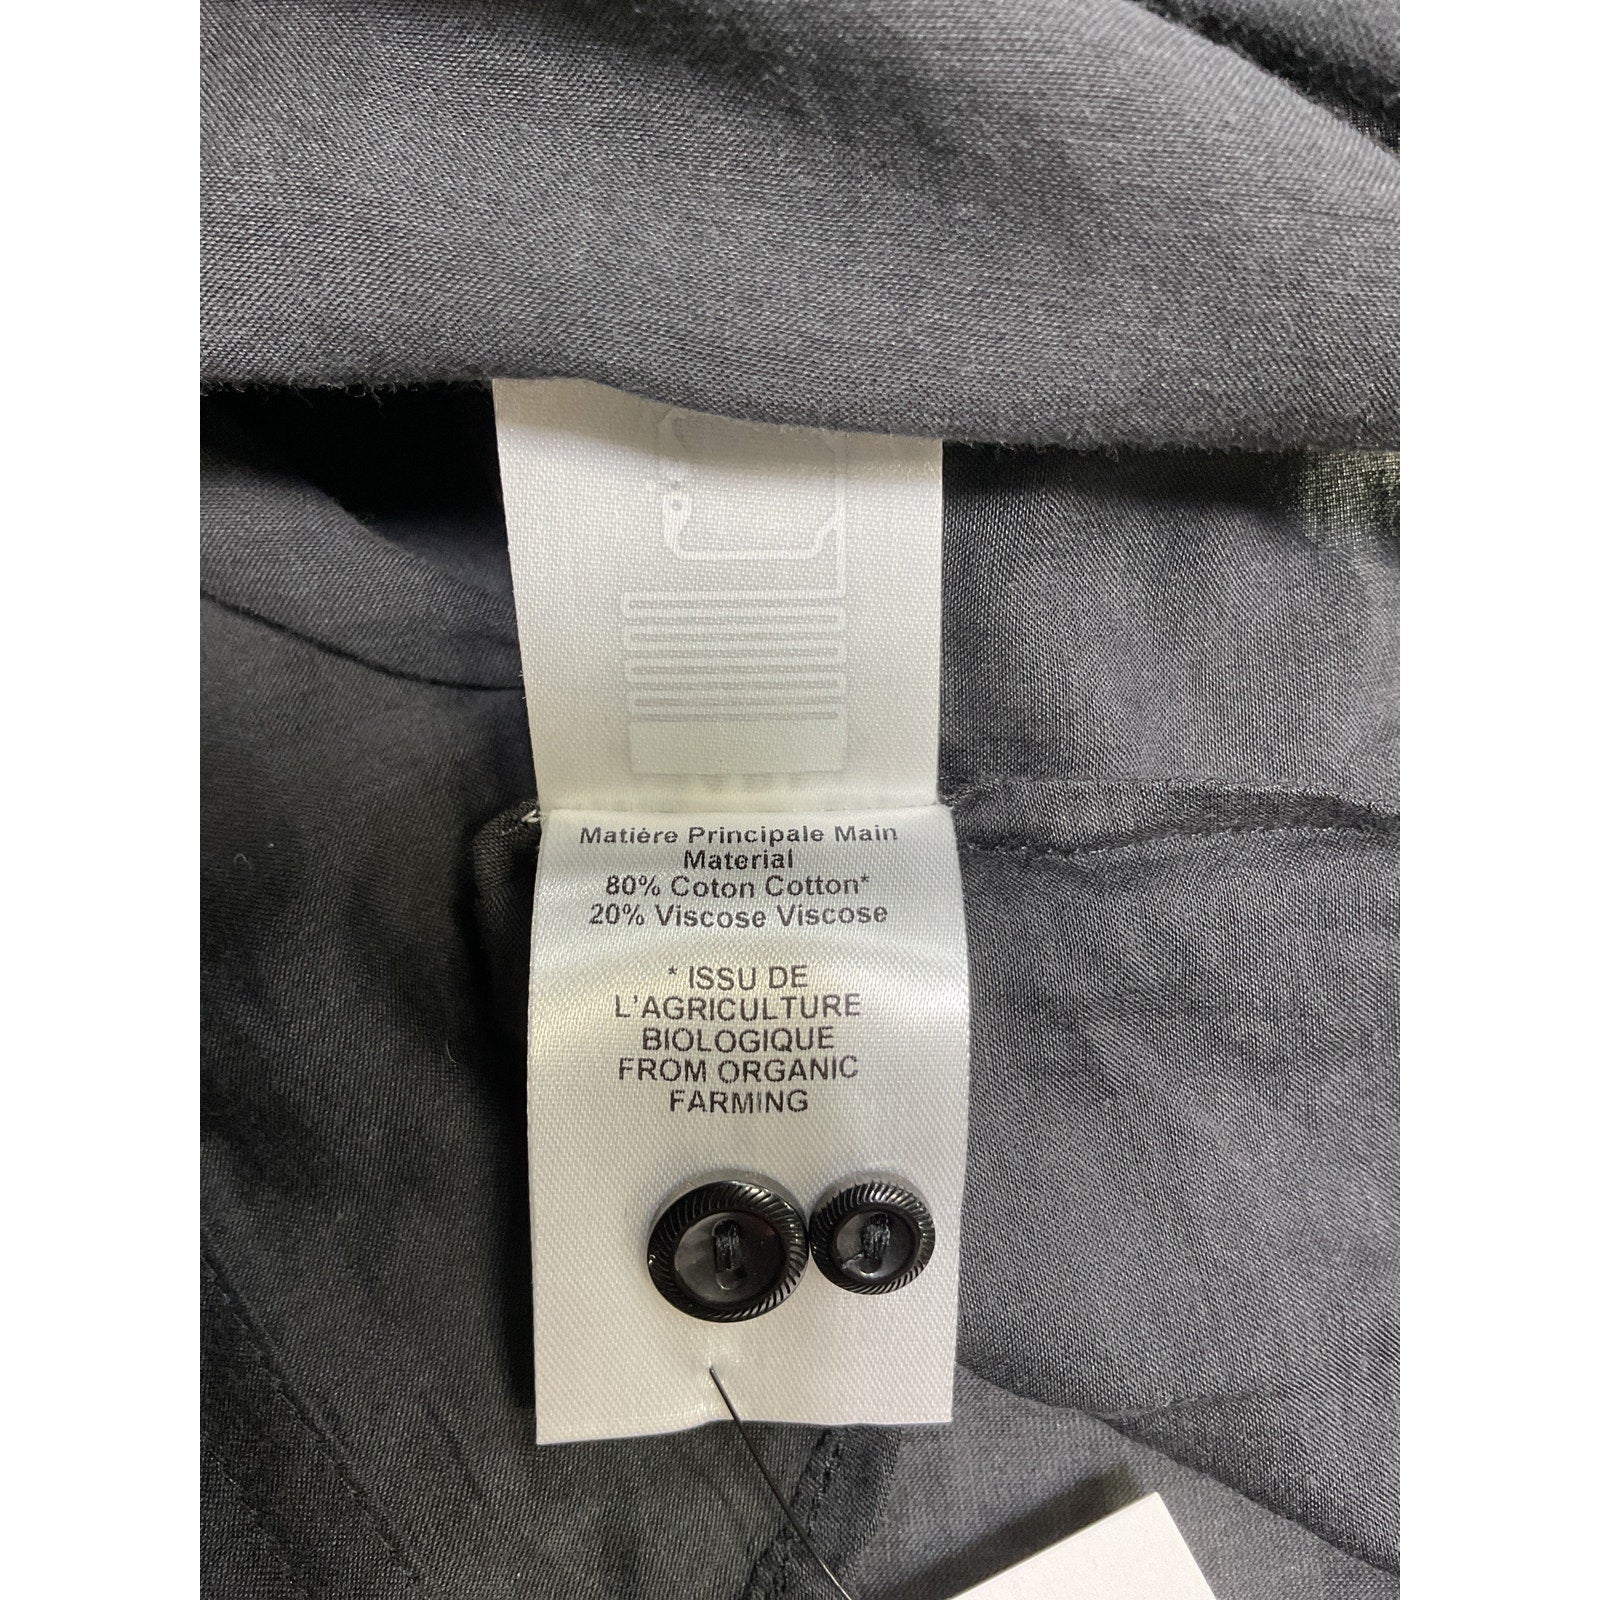 Matière Principale Main
Material
80% Coton Cotton*
20% Viscose Viscose
* ISSU DE
L'AGRICULTURE
BIOLOGIQUE
FROM ORGANIC
FARMING